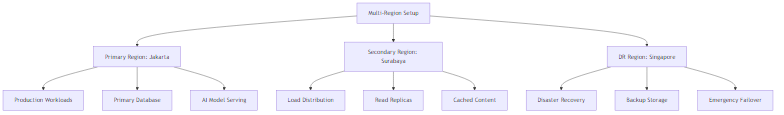 Multi-Region Setup
Primary Region: Jakarta
Secondary Region:
Surabaya
DR Region: Singapore
Production Workloads
Primary Database
AI Model Serving
Load Distribution
Read Replicas
Cached Content
Disaster Recovery
Backup Storage
Emergency Failover